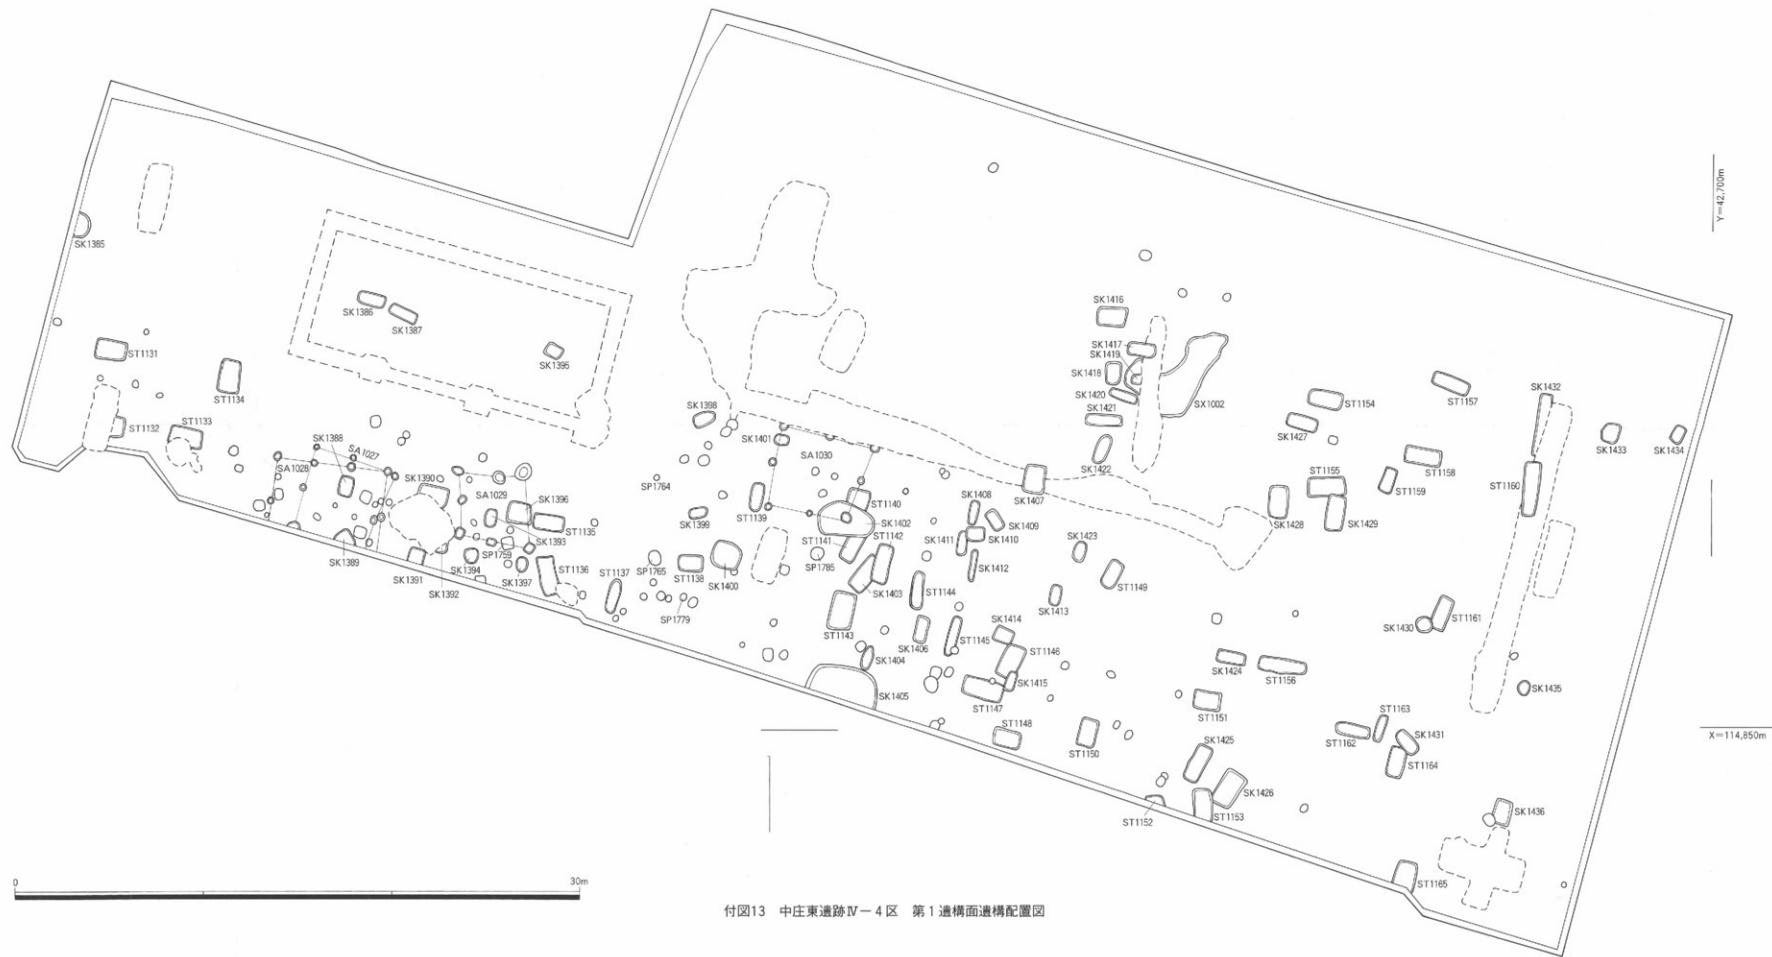 Y=42,700m
SK1385
SK1416
SK1386
SK1387
SK1417
SK1419
SK1418
ST1131
SK1395
SK1420
SX1002
SK1432
ST1157
ST1134
SK1398
SK1421
ST1154
SK1427
ST1132
ST1133
SK1388
SA1027
SK1401
SA1030
SK1433
SK1434
SA1028
SK1390
SK1422
ST1158
SA1029
SP1764
SK1407
ST1155
ST1159
ST1160
SK1396
SK1399
ST1139
ST1140
SK1408
SK1428
SK1429
SK1402
SK1409
ST1135
SK1393
ST1141
ST1142
SK1411
SK1410
SK1423
SP1759
SP1785
SK1389
SK1391
SK1394
SK1397
ST1136
SP1765
ST1138
SK1400
SK1412
SK1392
ST1137
SK1403
ST1144
ST1149
SP1779
ST1143
SK1413
SK1430
ST1161
SK1406
ST1145
SK1414
SK1404
ST1146
SK1424
ST1156
SK1415
SK1405
SK1435
ST1147
ST1151
ST1148
ST1163
ST1150
SK1425
ST1162
SK1431
X=114,850m
ST1164
SK1426
ST1152
ST1153
SK1436
ST1165
0 30m
付図13 中庄東遺跡Ⅳ－4区 第1遺構面遺構配置図